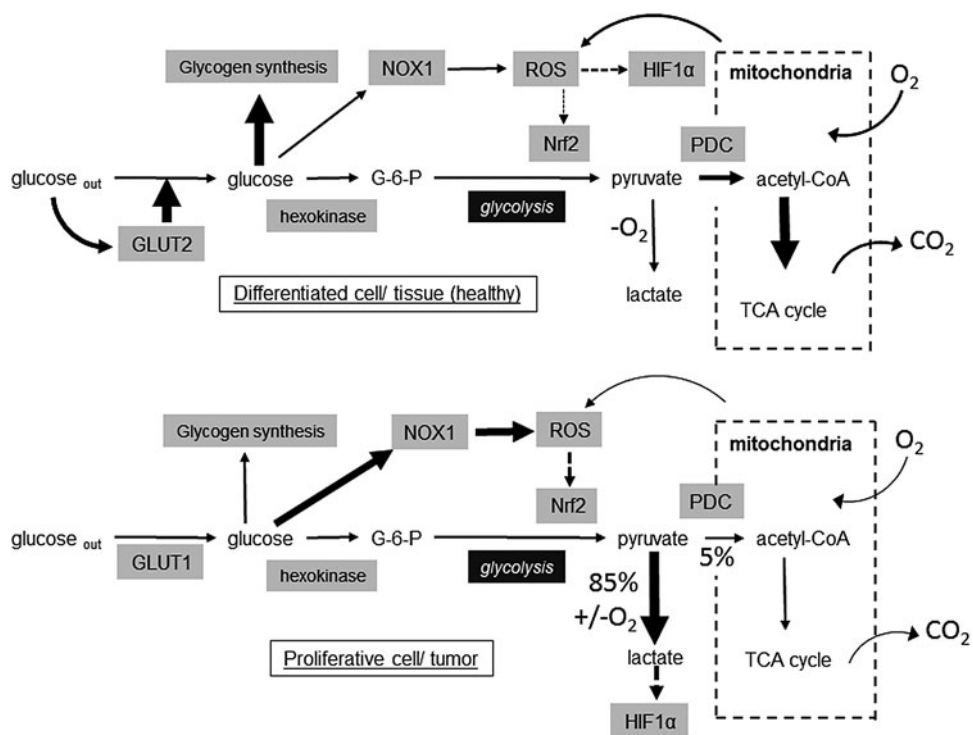 Glycogen synthesis
NOX1
ROS
HIF1α
mitochondria
O2
Nrf2
PDC
glucose out
glucose
G-6-P
pyruvate
acetyl-CoA
hexokinase
glycolysis
-O2
GLUT2
CO2
Differentiated cell/ tissue (healthy)
lactate
TCA cycle
Glycogen synthesis
NOX1
ROS
mitochondria
O2
Nrf2
PDC
glucose out
glucose
G-6-P
pyruvate
acetyl-CoA
GLUT1
hexokinase
glycolysis
5%
85%
+/-O2
CO2
Proliferative cell/ tumor
lactate
TCA cycle
HIF1α